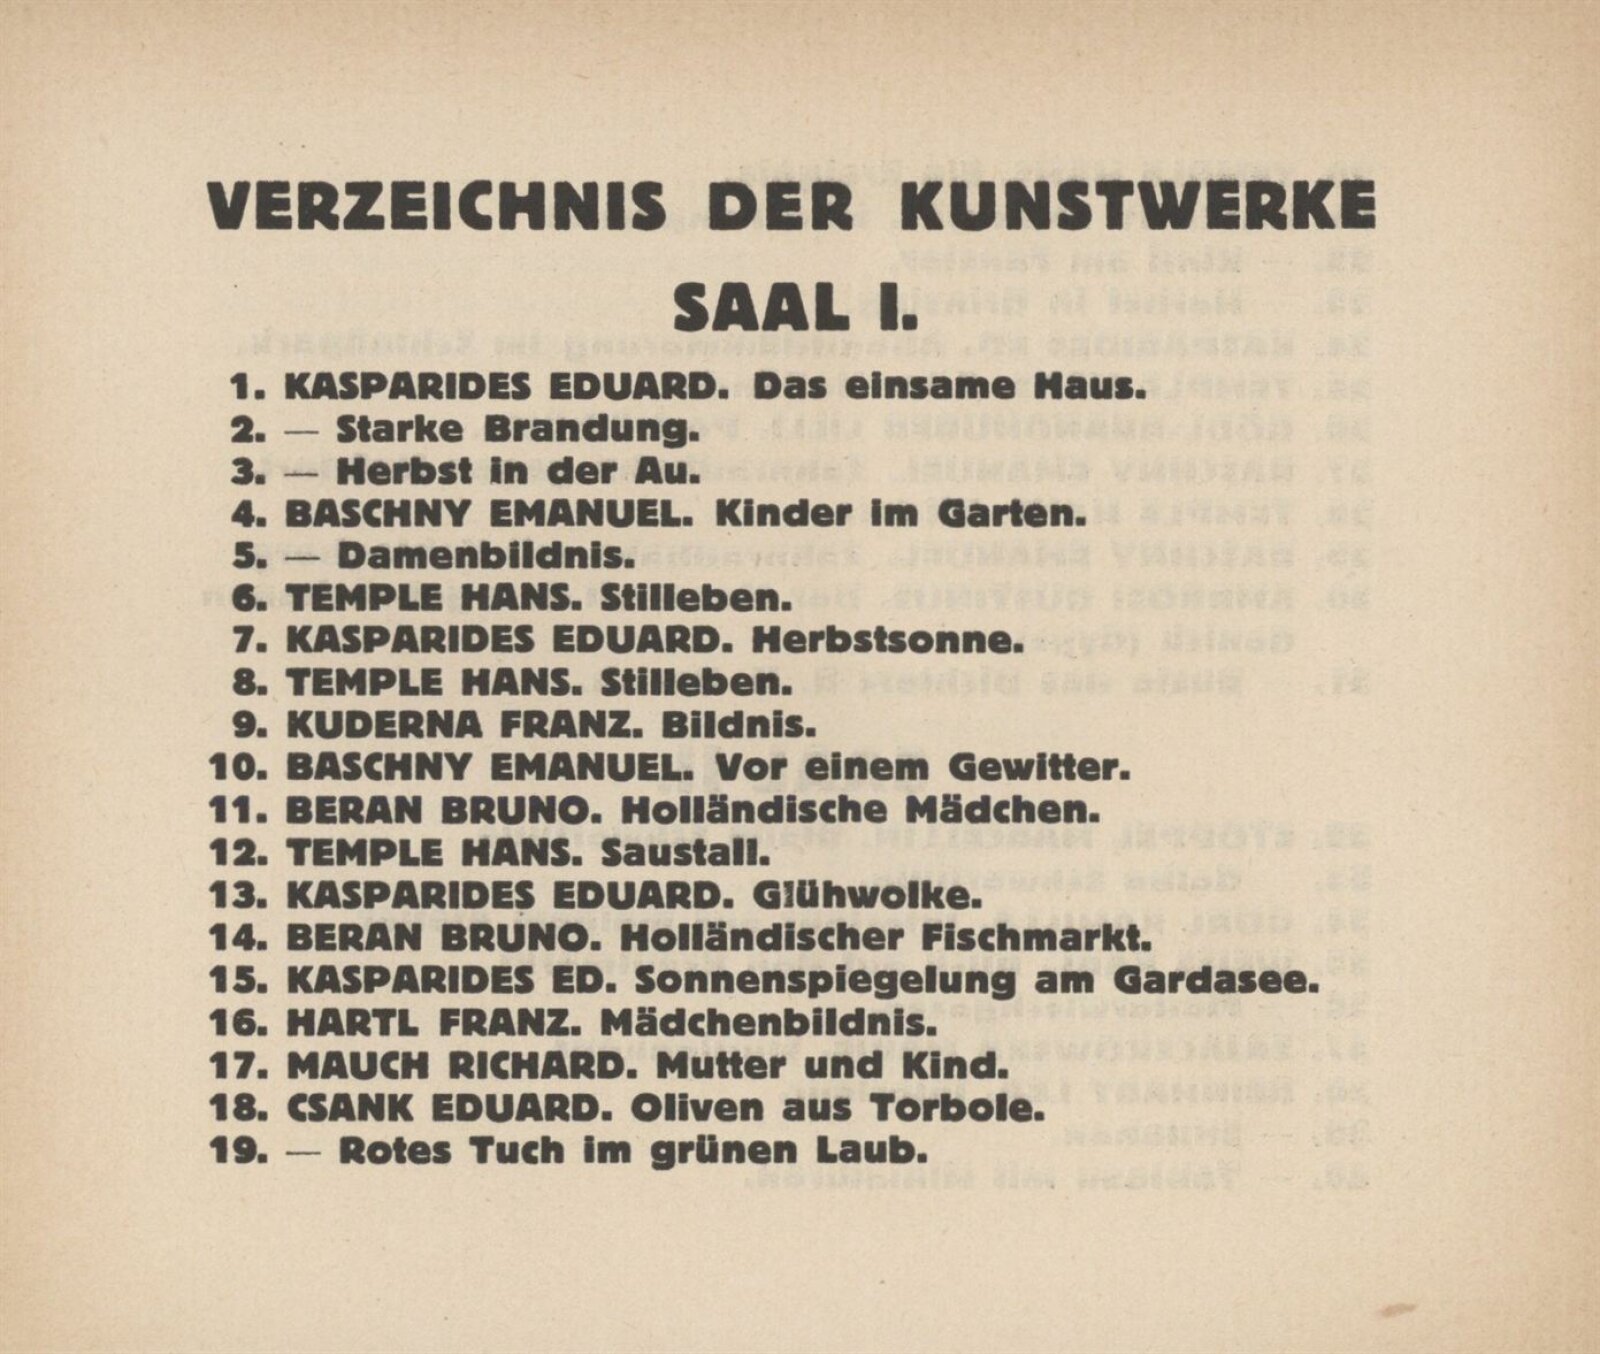 VERZEICHNIS DER KUNSTWERKE
SAAL I.
1. KASPARIDES EDUARD. Das einsame Haus.
2. — Starke Brandung.
3. — Herbst in der Au.
4. BASCHNY EMANUEL. Kinder im Garten.
5. — Damenbildnis.
6. TEMPLE HANS. Stilleben.
7. KASPARIDES EDUARD. Herbstsonne.
8. TEMPLE HANS. Stilleben.
9. KUDERNA FRANZ. Bildnis.
10. BASCHNY EMANUEL. Vor einem Gewitter.
11. BERAN BRUNO. Holländische Mädchen.
12. TEMPLE HANS. Saustall.
13. KASPARIDES EDUARD. Glühwolke.
14. BERAN BRUNO. Holländischer Fischmarkt.
15. KASPARIDES ED. Sonnenspiegelung am Gardasee.
16. HARTL FRANZ. Mädchenbildnis.
17. MAUCH RICHARD. Mutter und Kind.
18. CSANK EDUARD. Oliven aus Torbole.
19. — Rotes Tuch im grünen Laub.